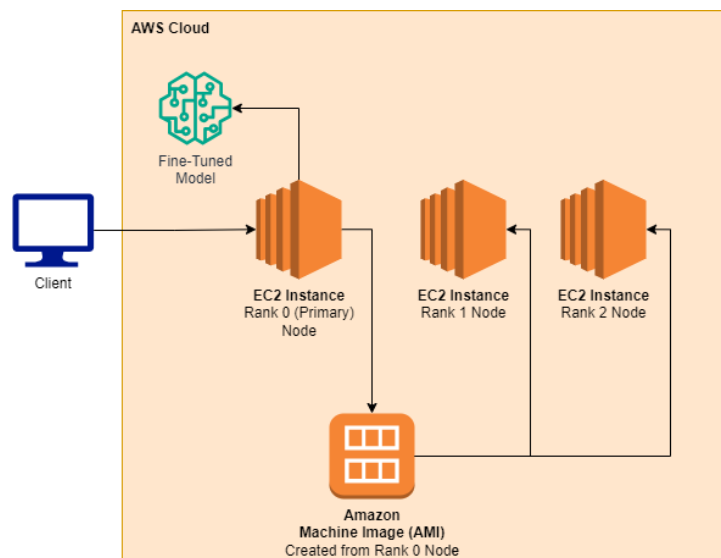 AWS Cloud
Fine-Tuned
Model
Client
EC2 Instance
Rank 0 (Primary)
Node
EC2 Instance
Rank 1 Node
EC2 Instance
Rank 2 Node
Amazon
Machine Image (AMI)
Created from Rank 0 Node